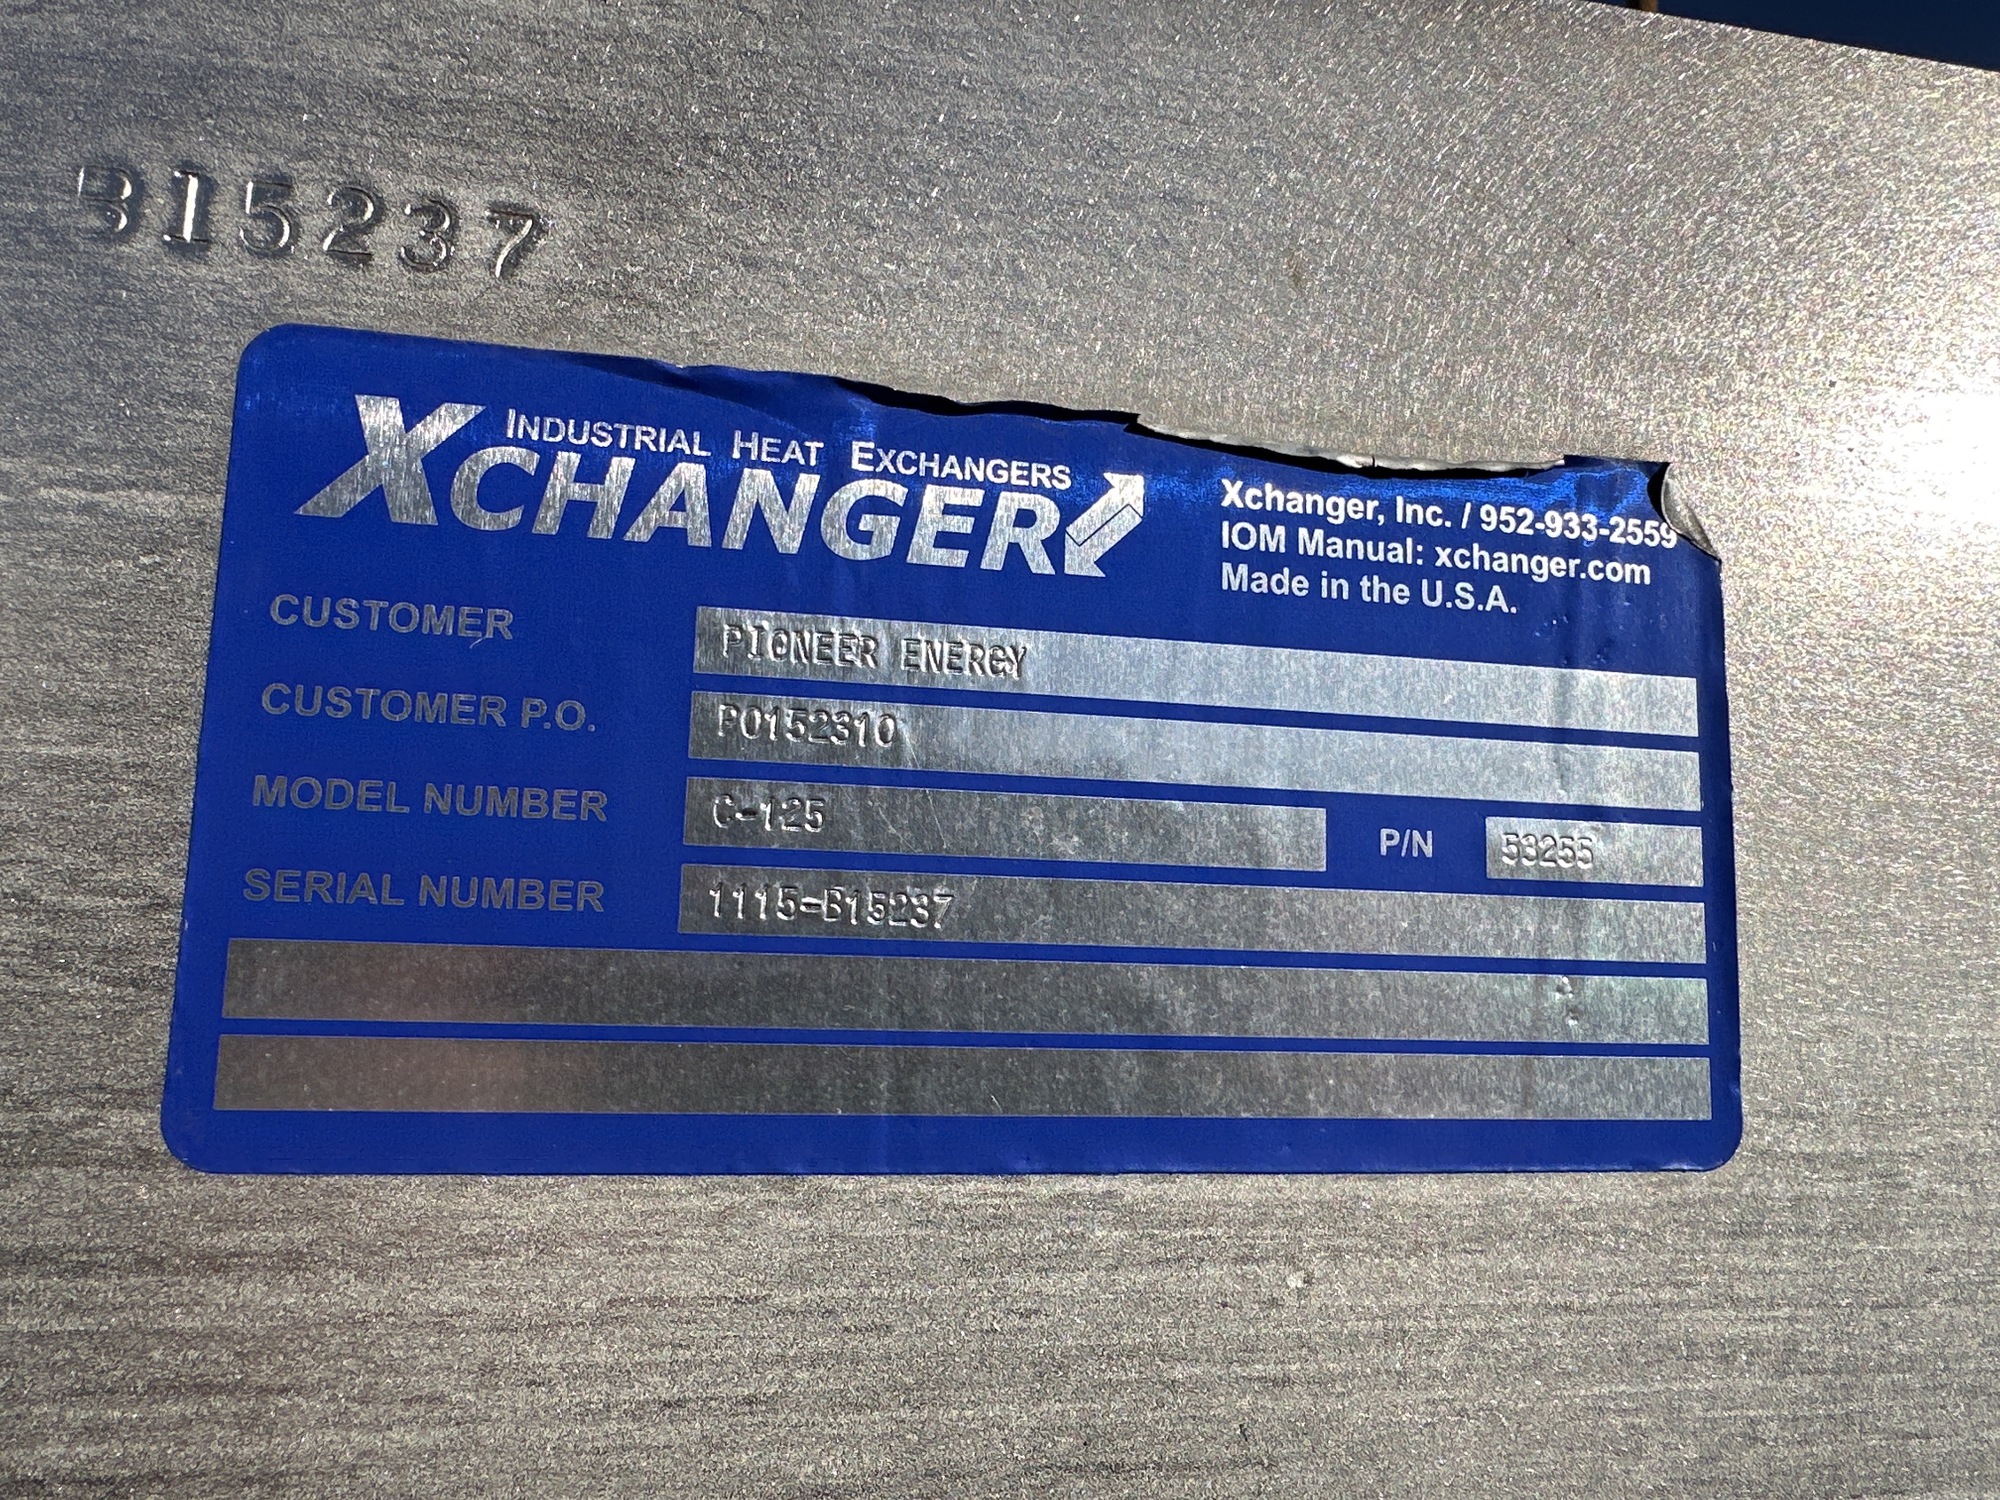 B15237
INDUSTRIAL HEAT EXCHANGERS
XCHANGER
Xchanger, Inc. / 952-933-2559
IOM Manual: xchanger.com
Made in the U.S.A.
CUSTOMER PIONEER ENERGY
CUSTOMER P.O. PO152310
MODEL NUMBER C-125 P/N 53255
SERIAL NUMBER 1115-B15237